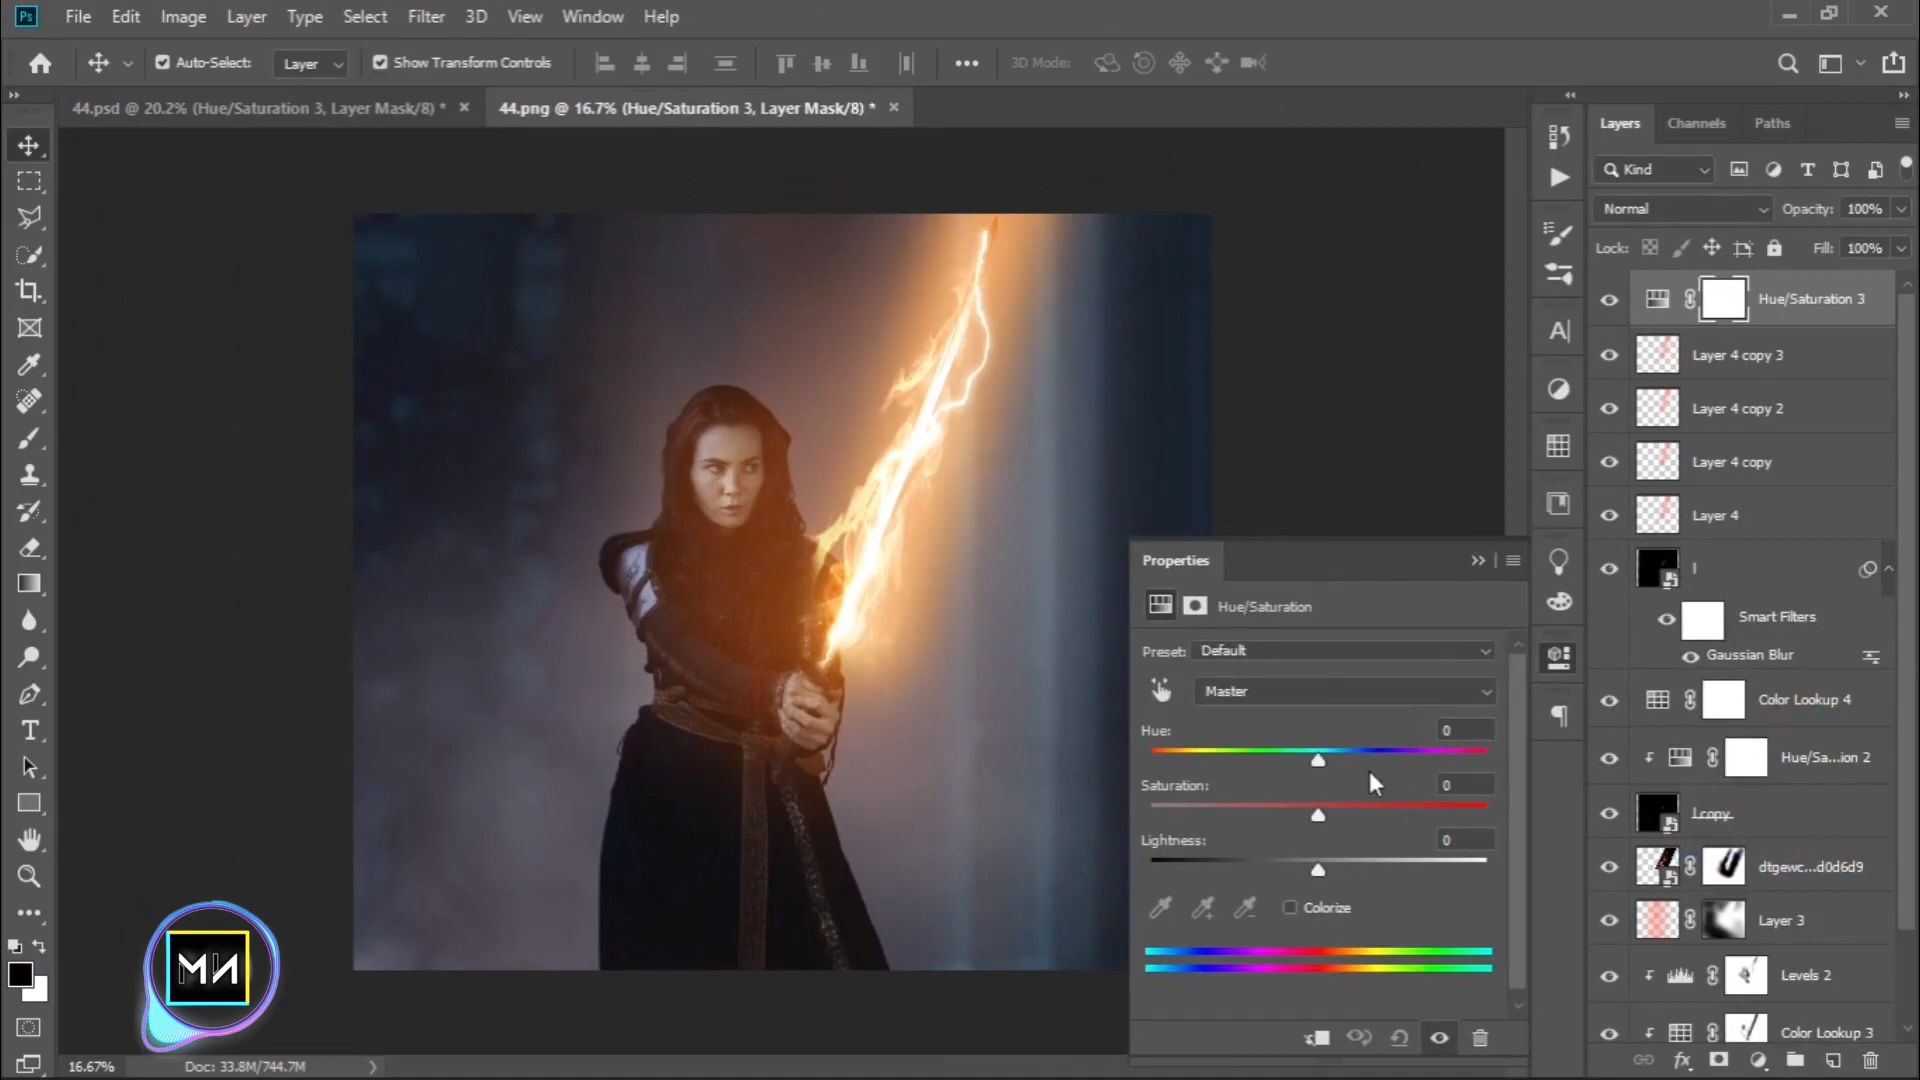 Ps File Edit Image Layer Type Select Filter 3D View Window Help
Auto-Select: Layer Show Transform Controls 3D Mode:
44.psd @ 20.2% (Hue/Saturation 3, Layer Mask/8) * 44.png @ 16.7% (Hue/Saturation 3, Layer Mask/8) *
Layers Channels Paths
Kind
Normal Opacity: 100%
Lock: Fill: 100%
Hue/Saturation 3
Layer 4 copy 3
Layer 4 copy 2
Layer 4 copy
Layer 4
l
Smart Filters
Gaussian Blur
Color Lookup 4
Hue/Sa...ion 2
l copy
dtgewc...d0d6d9
Layer 3
Levels 2
Color Lookup 3
Properties
Hue/Saturation
Preset: Default
Master
Hue: 0
Saturation: 0
Lightness: 0
Colorize
16.67% Doc: 33.8M/744.7M